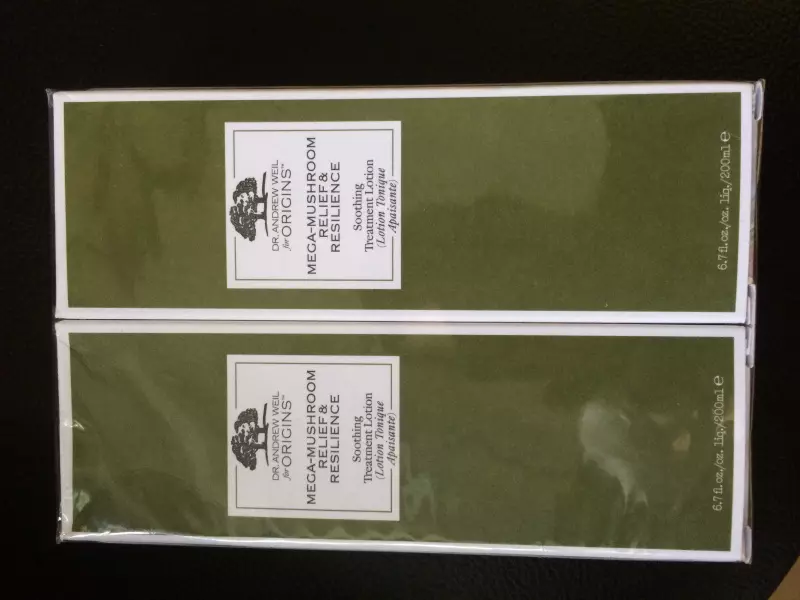 DR. ANDREW WEIL
for ORIGINS™
MEGA-MUSHROOM
RELIEF &
RESILIENCE
Soothing
Treatment Lotion
(Lotion Tonique
Apaisante)
6.7 fl.oz./oz. liq./200ml ℮
DR. ANDREW WEIL
for ORIGINS™
MEGA-MUSHROOM
RELIEF &
RESILIENCE
Soothing
Treatment Lotion
(Lotion Tonique
Apaisante)
6.7 fl.oz./oz. liq./200ml ℮